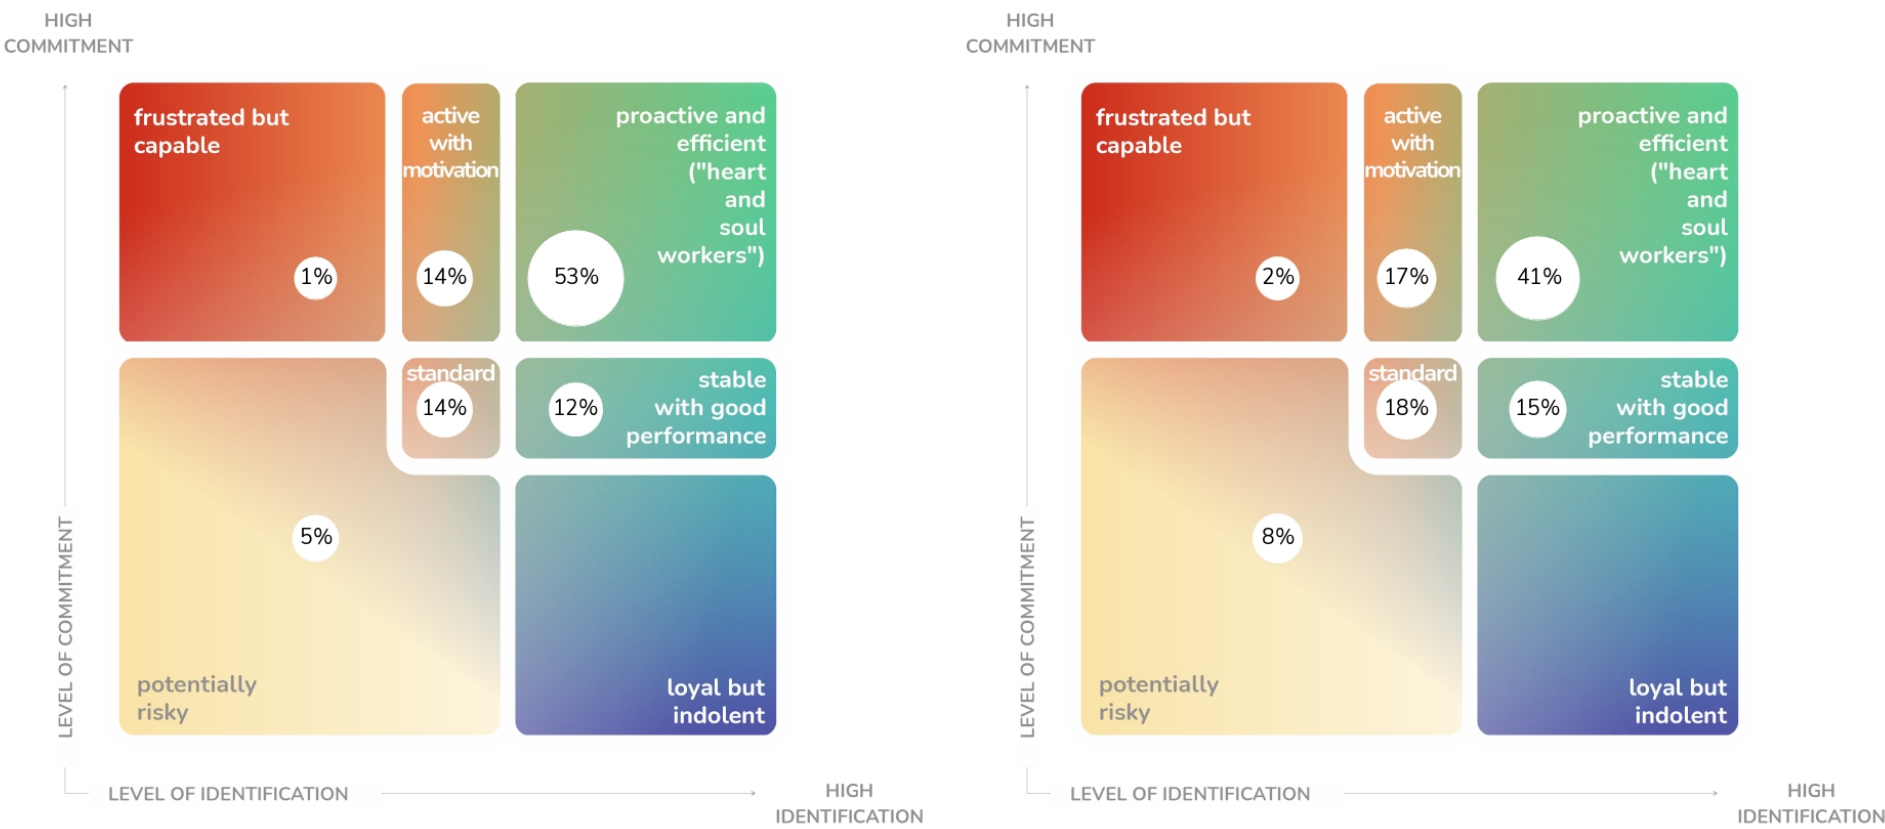 HIGH
COMMITMENT
frustrated but
capable
1%
active
with
motivation
14%
proactive and
efficient
("heart
and
soul
workers")
53%
standard
14%
12%
stable
with good
performance
5%
potentially
risky
loyal but
indolent
LEVEL OF COMMITMENT
LEVEL OF IDENTIFICATION
HIGH
IDENTIFICATION
HIGH
COMMITMENT
frustrated but
capable
2%
active
with
motivation
17%
proactive and
efficient
("heart
and
soul
workers")
41%
standard
18%
15%
stable
with good
performance
8%
potentially
risky
loyal but
indolent
LEVEL OF COMMITMENT
LEVEL OF IDENTIFICATION
HIGH
IDENTIFICATION